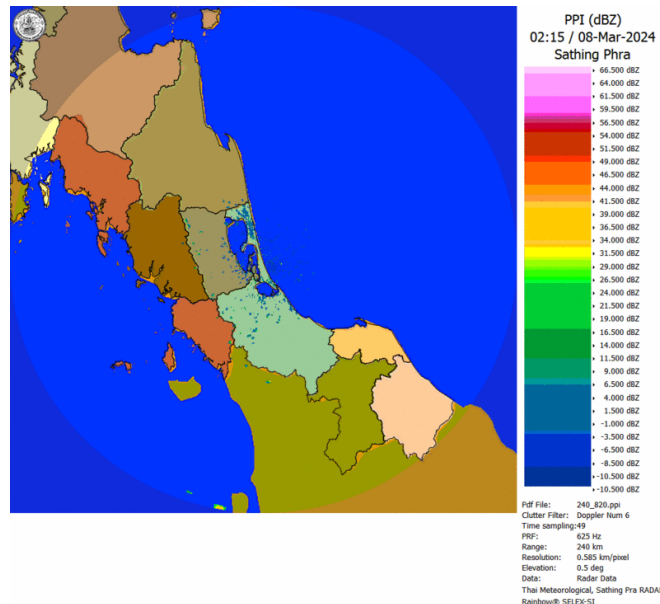 PPI (dBZ)
02:15 / 08-Mar-2024
Sathing Phra
66.500 dBZ
64.000 dBZ
61.500 dBZ
59.000 dBZ
56.500 dBZ
54.000 dBZ
51.500 dBZ
49.000 dBZ
46.500 dBZ
44.000 dBZ
41.500 dBZ
39.000 dBZ
36.500 dBZ
34.000 dBZ
31.500 dBZ
29.000 dBZ
26.500 dBZ
24.000 dBZ
21.500 dBZ
19.000 dBZ
16.500 dBZ
14.000 dBZ
11.500 dBZ
9.000 dBZ
6.500 dBZ
4.000 dBZ
1.500 dBZ
-1.000 dBZ
-3.500 dBZ
-6.500 dBZ
-8.500 dBZ
-10.500 dBZ
-10.500 dBZ
Pdf File: 240_820.ppi
Clutter Filter: Doppler Num 6
Time sampling:49
PRF: 625 Hz
Range: 240 km
Resolution: 0.585 km/pixel
Elevation: 0.5 deg
Data: Radar Data
Thai Meteorological, Sathing Pra RADA
Rainbow® SELEX-SI